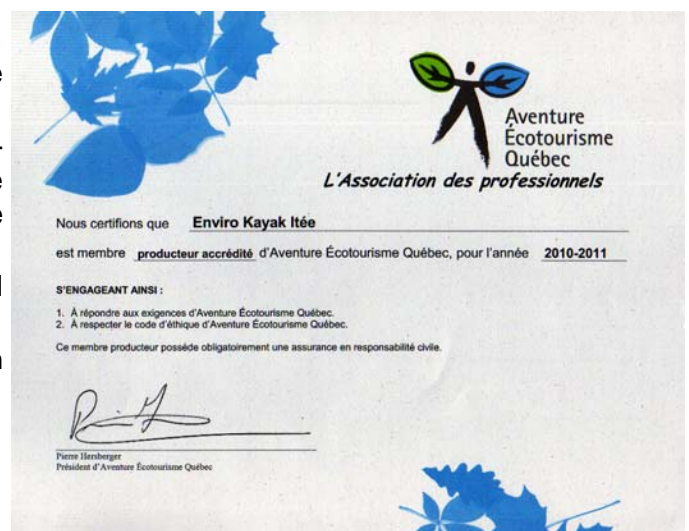 Aventure
Écotourisme
Québec
L'Association des professionnels
Nous certifions que Enviro Kayak ltée
est membre producteur accrédité d'Aventure Écotourisme Québec, pour l'année 2010-2011
S'ENGAGEANT AINSI :
1. À répondre aux exigences d'Aventure Écotourisme Québec.
2. À respecter le code d'éthique d'Aventure Écotourisme Québec.
Ce membre producteur possède obligatoirement une assurance en responsabilité civile.
Pierre Hersberger
Président d'Aventure Écotourisme Québec